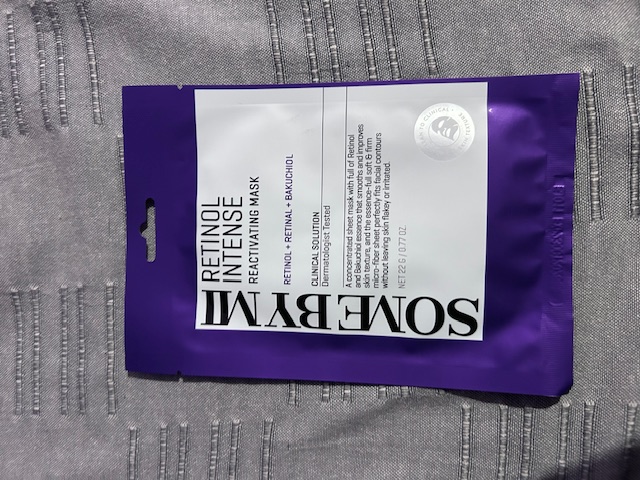 SOME BY MI
RETINOL
INTENSE
REACTIVATING MASK
RETINOL + RETINAL + BAKUCHIOL
CLINICAL SOLUTION
Dermatologist Tested
A concentrated sheet mask with full of Retinol
and Bakuchiol essence that smooths and improves
skin texture, and the essence-full soft & firm
micro-fiber sheet perfectly fits facial contours
without leaving skin flakey or irritated.
NET 22 G / 0.77 OZ.